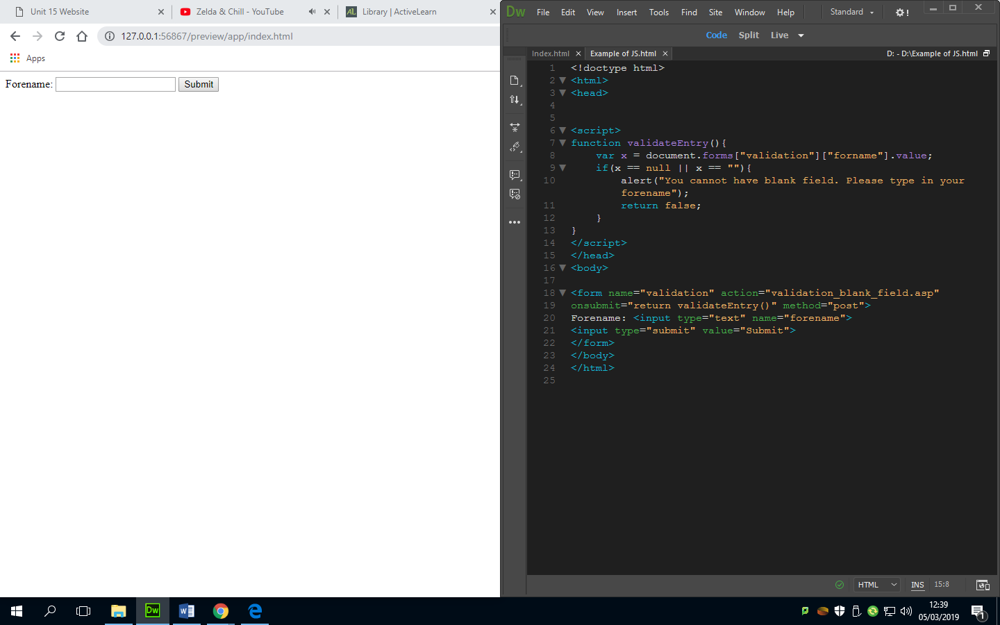 Unit 15 Website
Zelda & Chill - YouTube
Library | ActiveLearn
127.0.0.1:56867/preview/app/index.html
Apps
Forename:
Submit
Dw
File Edit View Insert Tools Find Site Window Help
Standard
Code Split Live
Index.html
Example of JS.html
D: - D:\Example of JS.html
1 <!doctype html>
2 <html>
3 <head>
4
5
6 <script>
7 function validateEntry(){
8 var x = document.forms["validation"]["forname"].value;
9 if(x == null || x == ""){
10 alert("You cannot have blank field. Please type in your
forename");
11 return false;
12 }
13 }
14 </script>
15 </head>
16 <body>
17
18 <form name="validation" action="validation_blank_field.asp"
19 onsubmit="return validateEntry()" method="post">
20 Forename: <input type="text" name="forename">
21 <input type="submit" value="Submit">
22 </form>
23 </body>
24 </html>
25
HTML
INS
15:8
Dw
12:39
05/03/2019
1